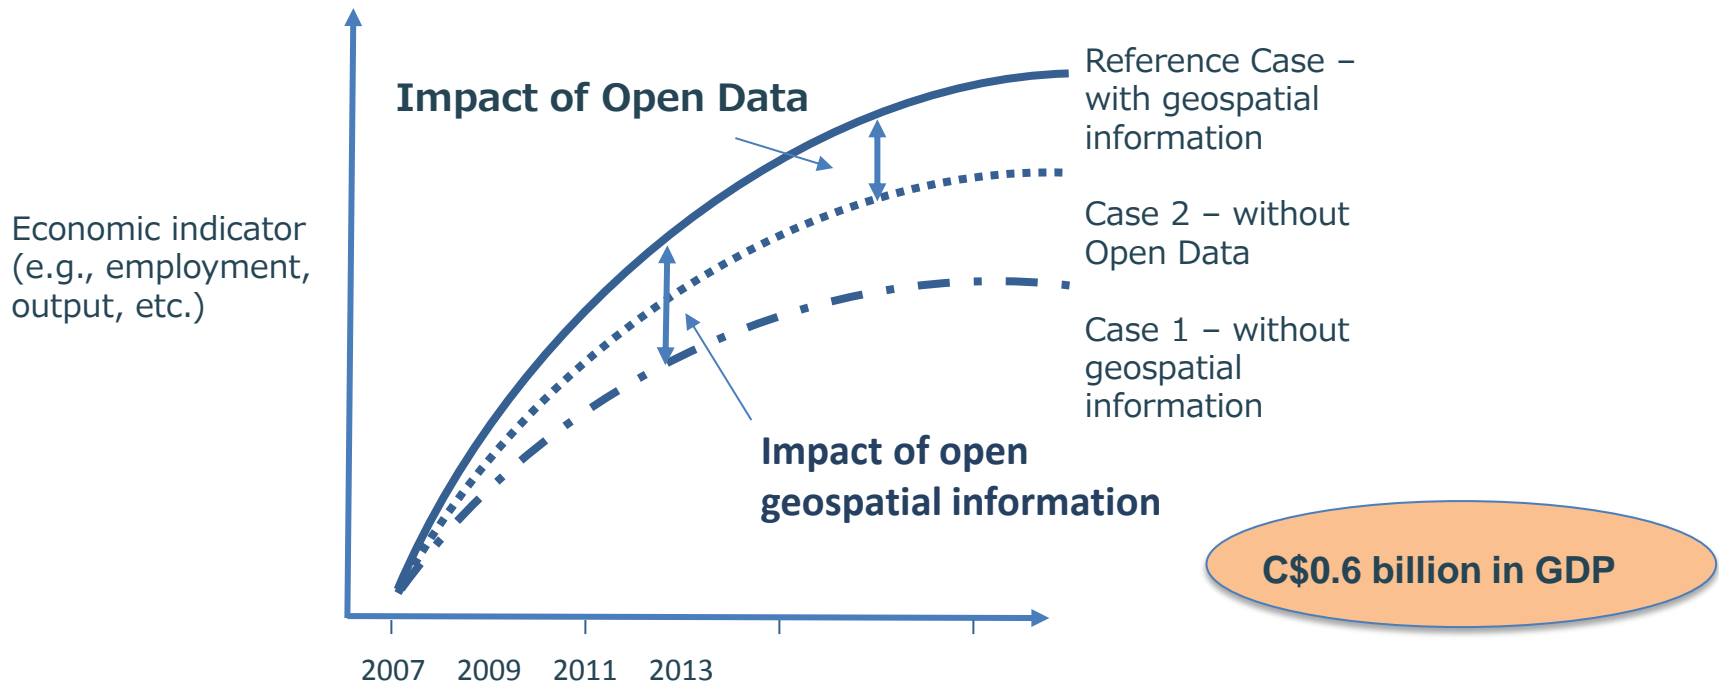 Impact of Open Data
Reference Case –
with geospatial
information
Economic indicator
(e.g., employment,
output, etc.)
Case 2 – without
Open Data
Case 1 – without
geospatial
information
Impact of open
geospatial information
C$0.6 billion in GDP
2007 2009 2011 2013